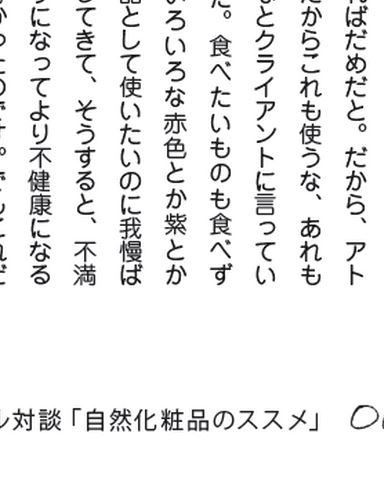 ればだめだと。だから、アト
だからこれも使うな、あれも
なとクライアントに言ってい
た。食べたいものも食べず
いろいろな赤色とか紫とか
品として使いたいのに我慢ば
してきて、そうすると、不満
りになってより不健康になる
対談「自然化粧品のススメ」